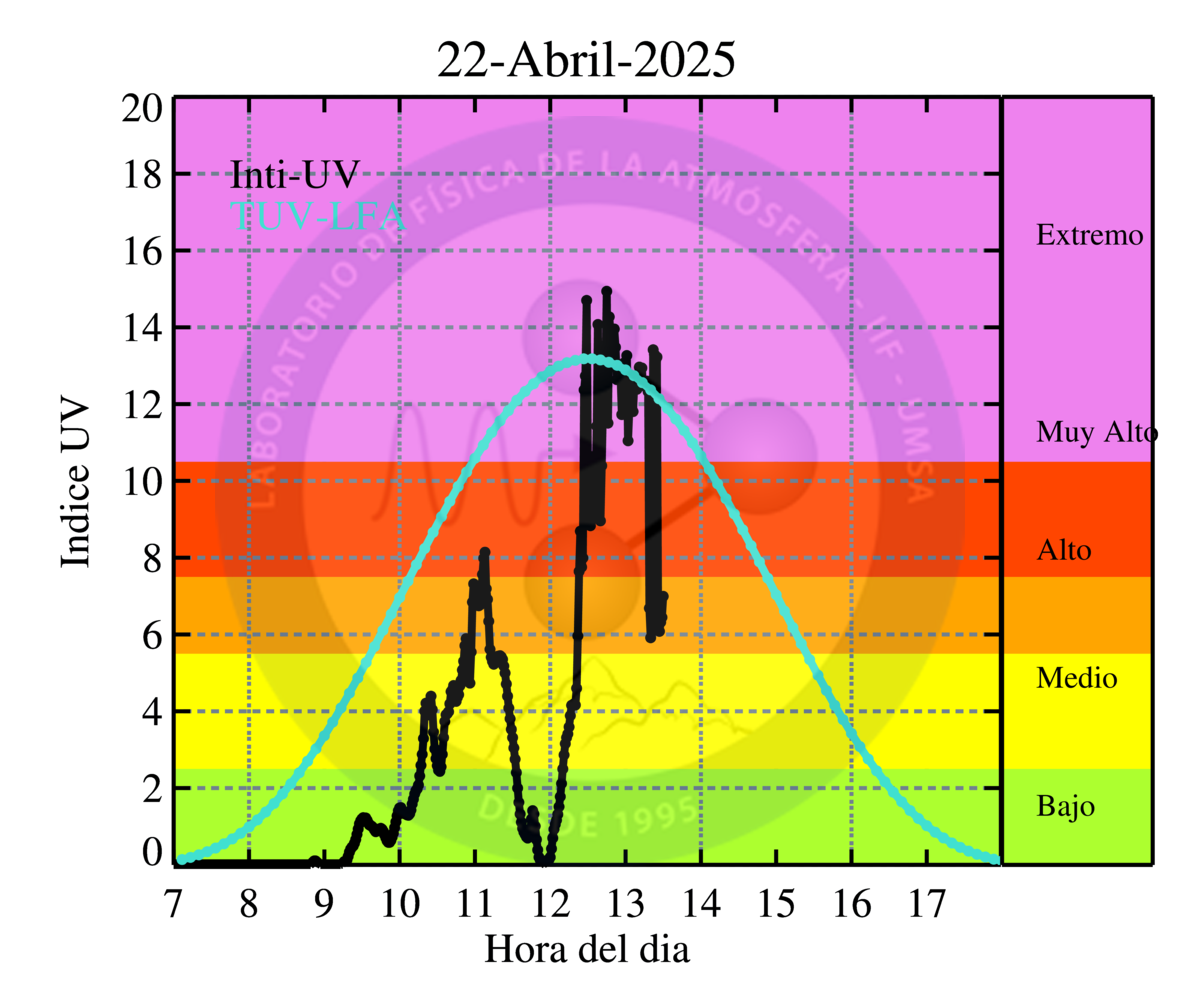 22-Abril-2025
Indice UV
20
18
16
14
12
10
8
6
4
2
0
Inti-UV
TUV-LFA
LABORATORIO DE FÍSICA DE LA ATMÓSFERA - IIF - UMSA
DESDE 1995
Extremo
Muy Alto
Alto
Medio
Bajo
7 8 9 10 11 12 13 14 15 16 17
Hora del dia